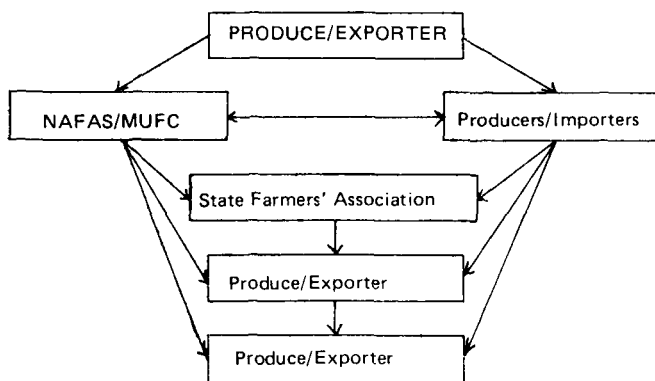 PRODUCE/EXPORTER
NAFAS/MUFC
Producers/Importers
State Farmers' Association
Produce/Exporter
Produce/Exporter